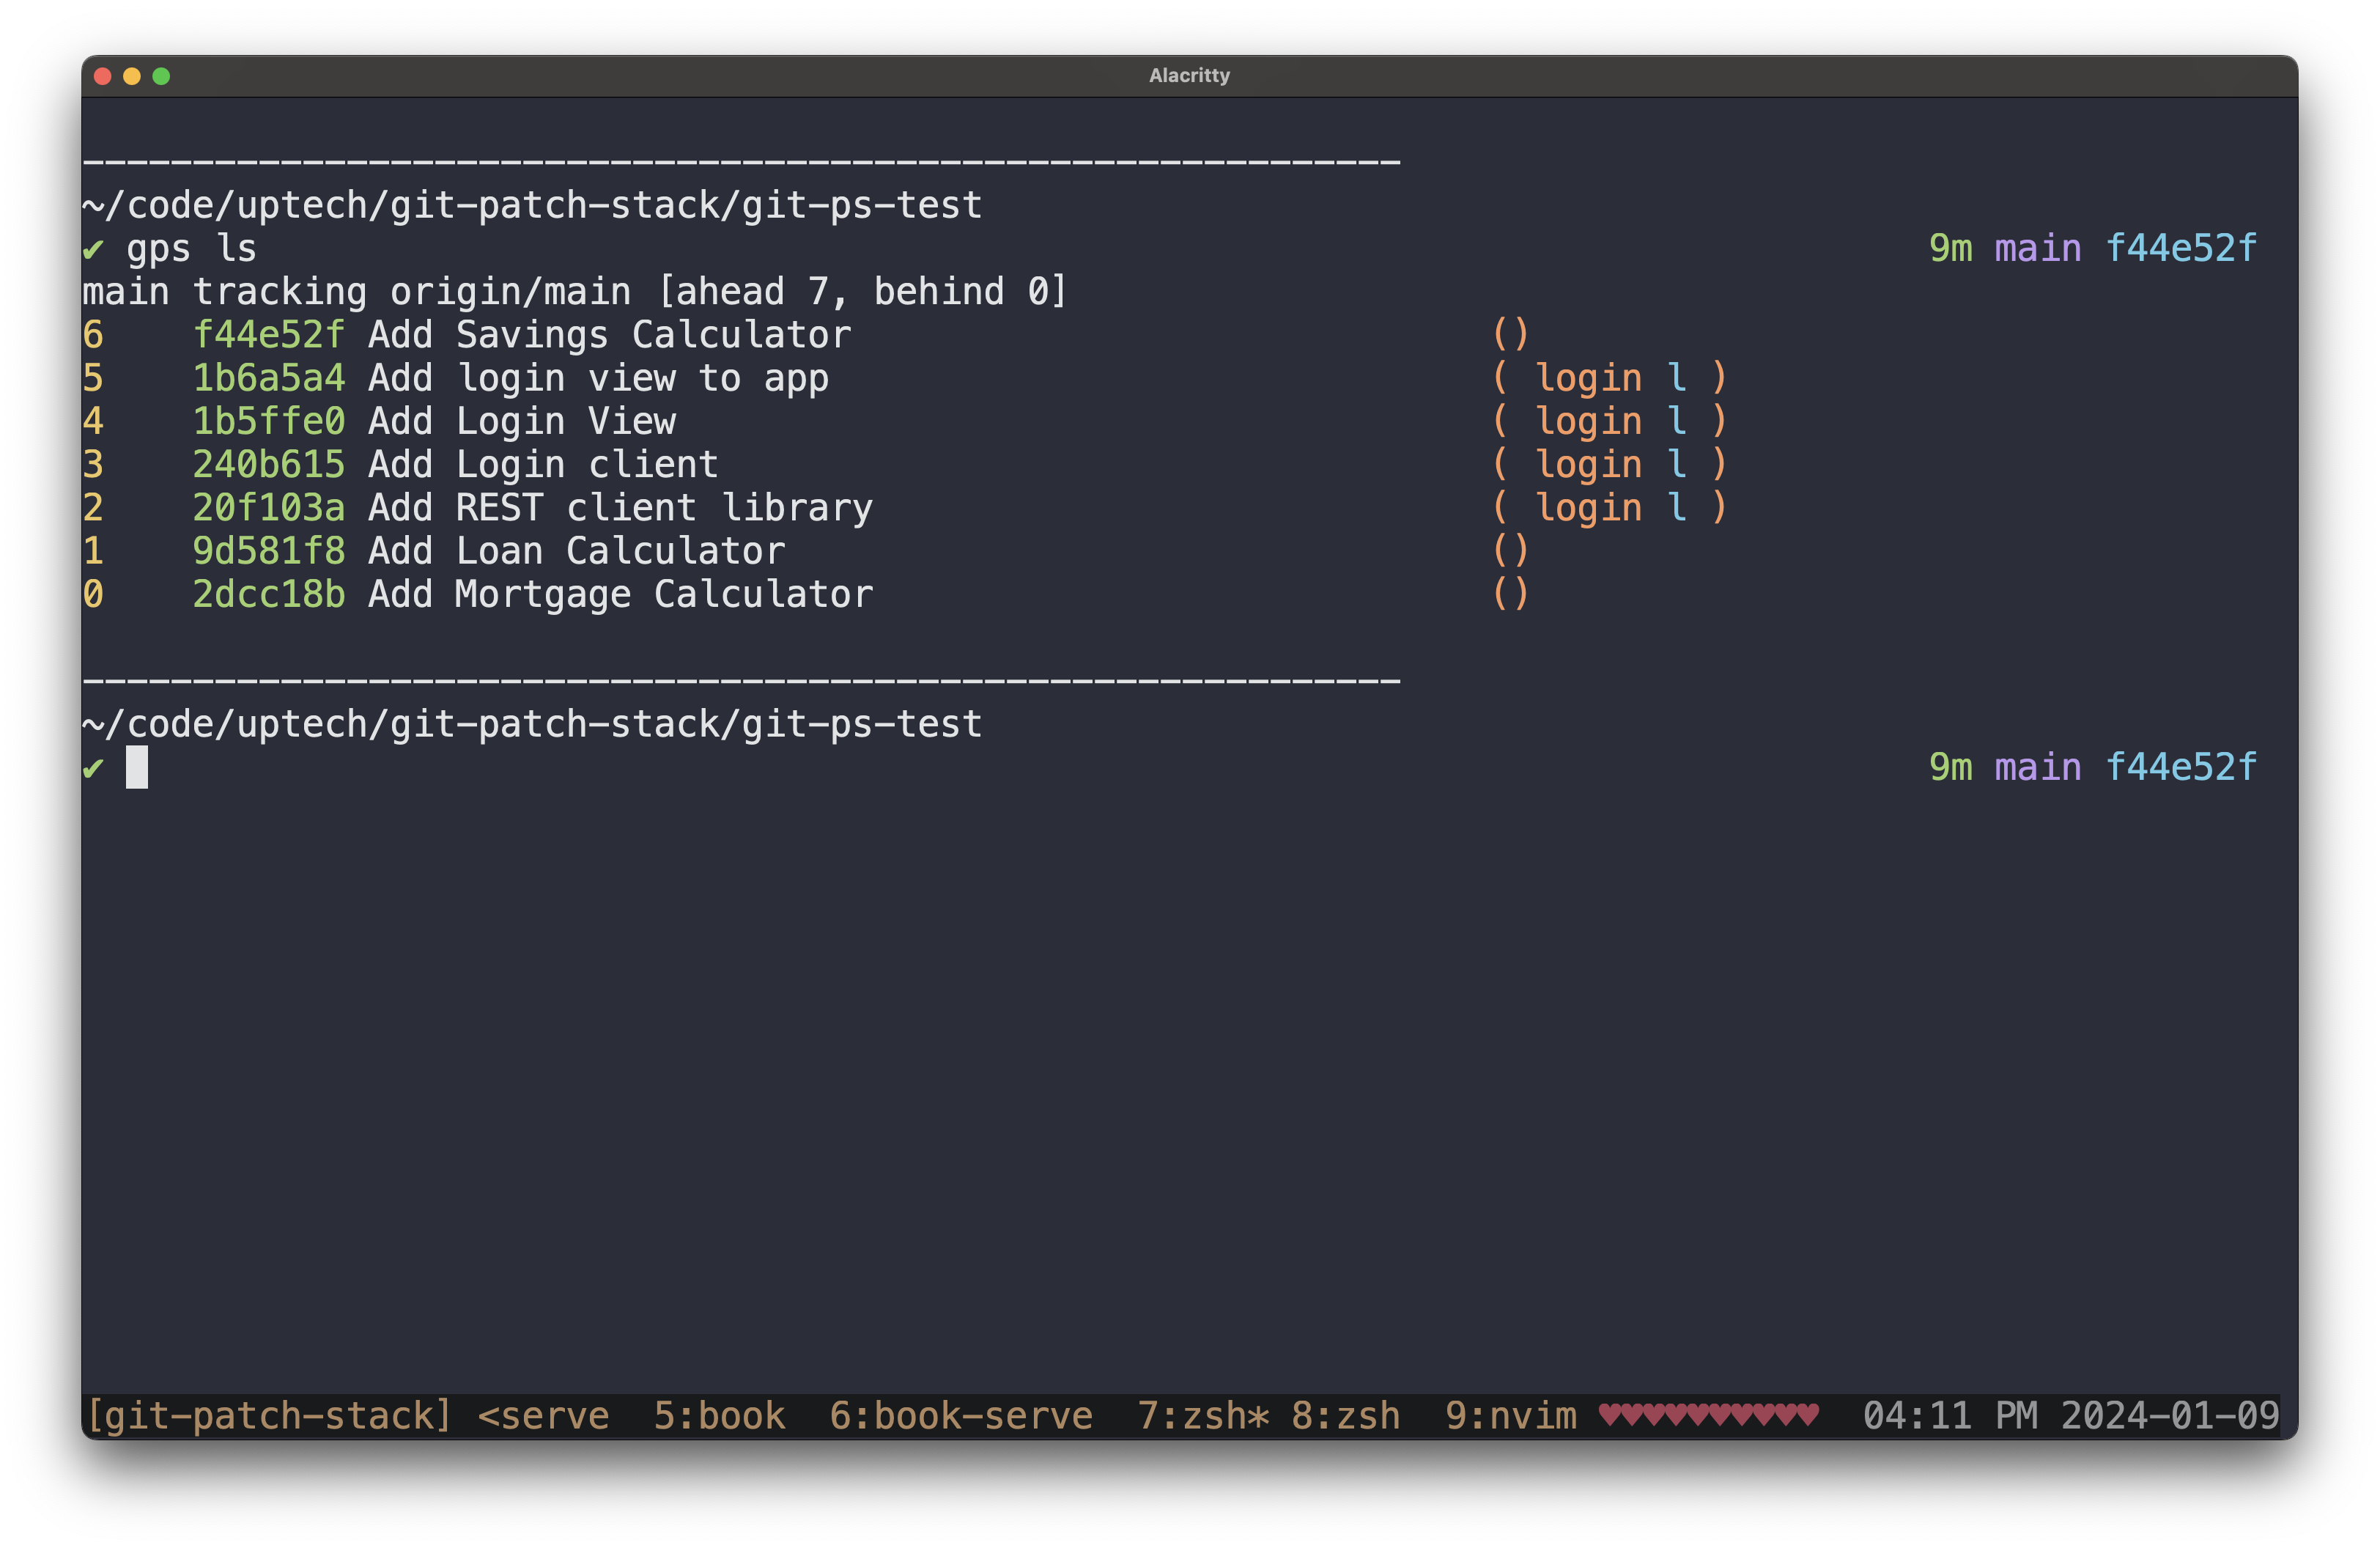 Alacritty
------------------------------------------------------------
~/code/uptech/git-patch-stack/git-ps-test
✔ gps ls 9m main f44e52f
main tracking origin/main [ahead 7, behind 0]
6 f44e52f Add Savings Calculator ()
5 1b6a5a4 Add login view to app ( login l )
4 1b5ffe0 Add Login View ( login l )
3 240b615 Add Login client ( login l )
2 20f103a Add REST client library ( login l )
1 9d581f8 Add Loan Calculator ()
0 2dcc18b Add Mortgage Calculator ()
------------------------------------------------------------
~/code/uptech/git-patch-stack/git-ps-test
✔ 9m main f44e52f
[git-patch-stack] <serve 5:book 6:book-serve 7:zsh* 8:zsh 9:nvim ♥♥♥♥♥♥♥♥♥♥ 04:11 PM 2024-01-09